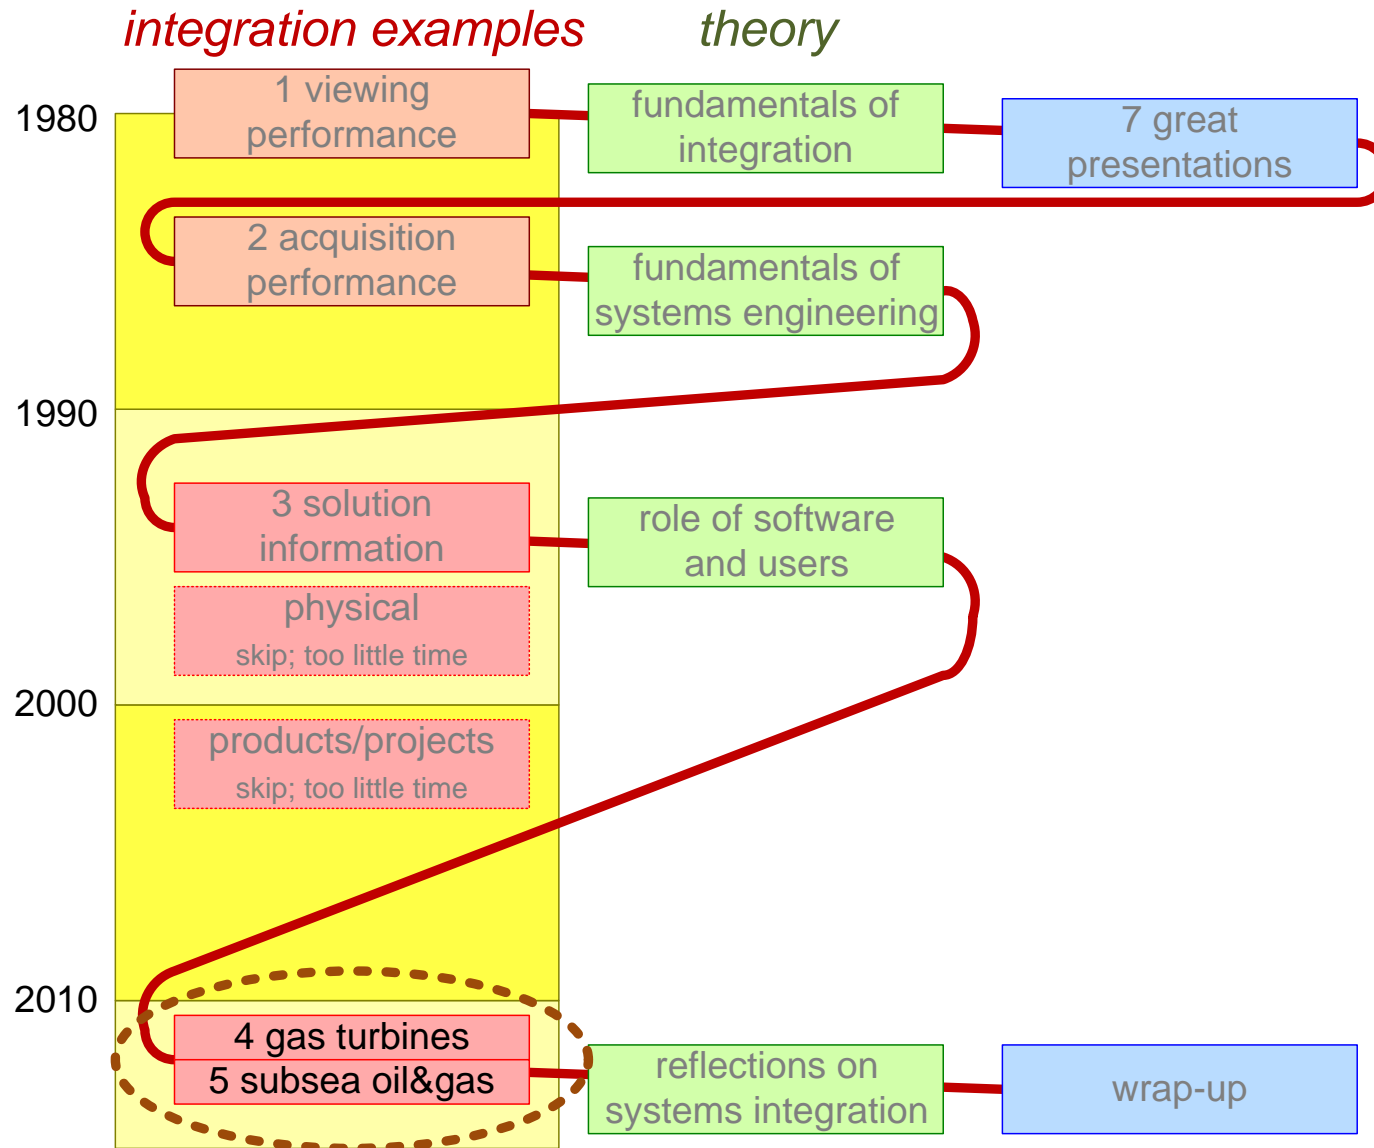 integration examples
theory
1980
1 viewing
performance
fundamentals of
integration
7 great
presentations
2 acquisition
performance
fundamentals of
systems engineering
1990
3 solution
information
role of software
and users
physical
skip; too little time
2000
products/projects
skip; too little time
2010
4 gas turbines
5 subsea oil&gas
reflections on
systems integration
wrap-up